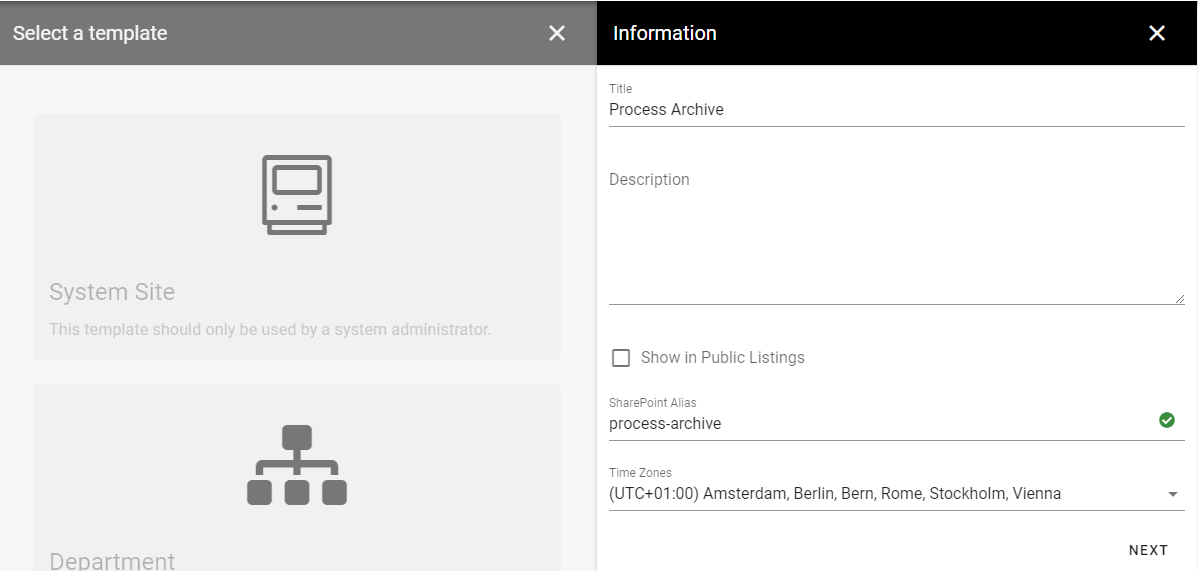 Select a template
System Site
This template should only be used by a system administrator.
Department
Information
Title
Process Archive
Description
Show in Public Listings
SharePoint Alias
process-archive
Time Zones
(UTC+01:00) Amsterdam, Berlin, Bern, Rome, Stockholm, Vienna
NEXT